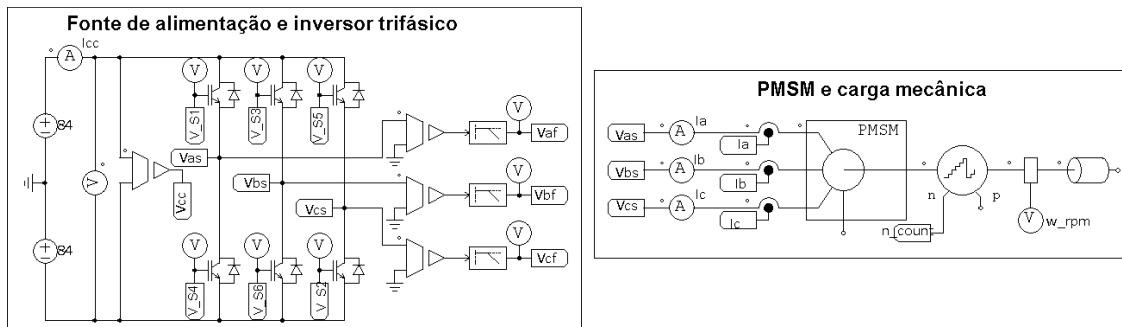 Fonte de alimentação e inversor trifásico
Icc
A
V
V
V
V_S1
V_S3
V_S5
84
V
Vas
Vbs
Vcs
Vcc
84
V
V
V
V_S4
V_S6
V_S2
V
Vaf
V
Vbf
V
Vcf
PMSM e carga mecânica
PMSM
Vas
A
Ia
Ia
Vbs
A
Ib
Ib
Vcs
A
Ic
Ic
n
p
n_count
V
w_rpm